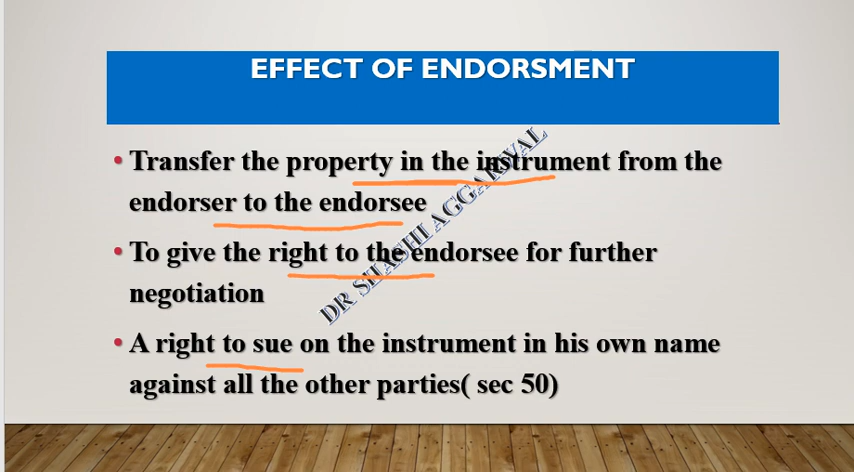 EFFECT OF ENDORSMENT
• Transfer the property in the instrument from the
endorser to the endorsee
• To give the right to the endorsee for further
negotiation
• A right to sue on the instrument in his own name
against all the other parties( sec 50)
DR SHASHI AGGARWAL